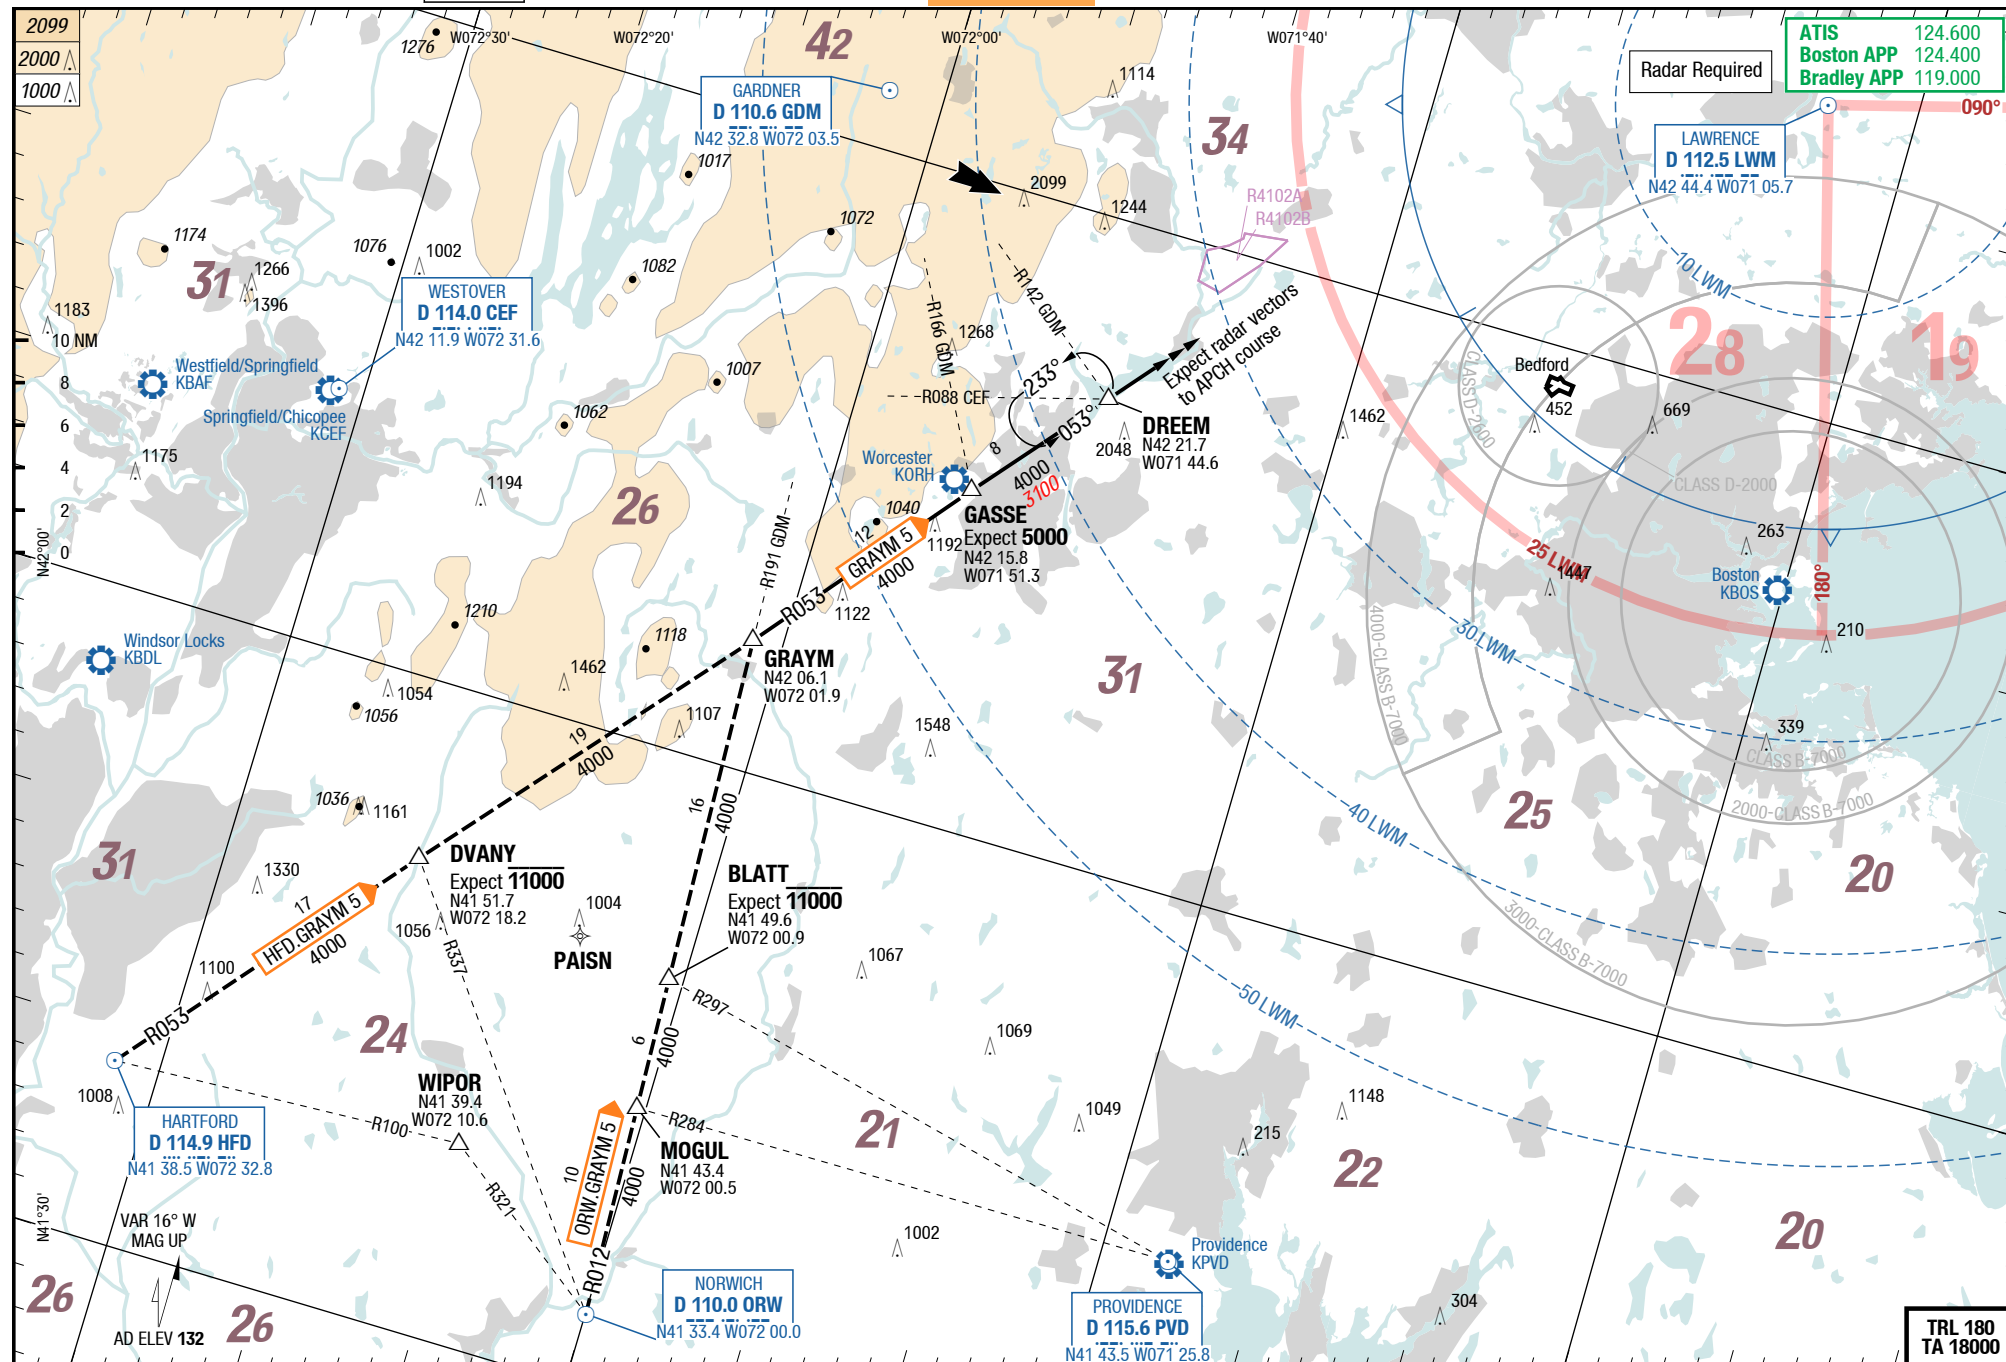 2099
2000
1000
1276
W072°30'
W072°20'
42
W072°00'
W071°40'
Radar Required
ATIS 124.600
Boston APP 124.400
Bradley APP 119.000
090°
GARDNER
D 110.6 GDM
N42 32.8 W072 03.5
1114
34
LAWRENCE
D 112.5 LWM
N42 44.4 W071 05.7
1017
2099
1244
R4102A
R4102B
1174
1076
1002
1072
31
1266
1396
1082
10 LWM
WESTOVER
D 114.0 CEF
N42 11.9 W072 31.6
1183
10 NM
8
6
4
2
0
N42°00'
Westfield/Springfield
KBAF
Springfield/Chicopee
KCEF
1007
1062
R166 GDM
R142 GDM
1268
R088 CEF
233°
053°
Expect radar vectors
to APCH course
DREEM
N42 21.7
W071 44.6
2048
1462
CLASS D-2600
Bedford
452
669
28
19
CLASS D-2000
263
1175
1194
26
Worcester
KORH
8
4000
3100
GASSE
Expect 5000
N42 15.8
W071 51.3
1040
12
GRAYM 5
4000
1192
R191 GDM
R053
1122
25 LWM
1447
Boston
KBOS
180°
210
30 LWM
4000-CLASS B-7000
1210
1118
Windsor Locks
KBDL
1462
1054
1056
1107
GRAYM
N42 06.1
W072 01.9
31
1548
339
CLASS B-7000
2000-CLASS B-7000
25
40 LWM
19
4000
16
4000
1036
1161
31
1330
DVANY
Expect 11000
N41 51.7
W072 18.2
BLATT
Expect 11000
N41 49.6
W072 00.9
20
17
HFD.GRAYM 5
4000
1056
R337
1004
PAISN
1067
3000-CLASS B-7000
50 LWM
1100
R053
24
R297
6
4000
1069
WIPOR
N41 39.4
W072 10.6
1008
HARTFORD
D 114.9 HFD
N41 38.5 W072 32.8
R100
R321
R284
MOGUL
N41 43.4
W072 00.5
10
ORW.GRAYM 5
4000
R012
21
1049
1148
215
22
N41°30'
VAR 16° W
MAG UP
AD ELEV 132
26
26
1002
NORWICH
D 110.0 ORW
N41 33.4 W072 00.0
Providence
KPVD
PROVIDENCE
D 115.6 PVD
N41 43.5 W071 25.8
304
20
TRL 180
TA 18000